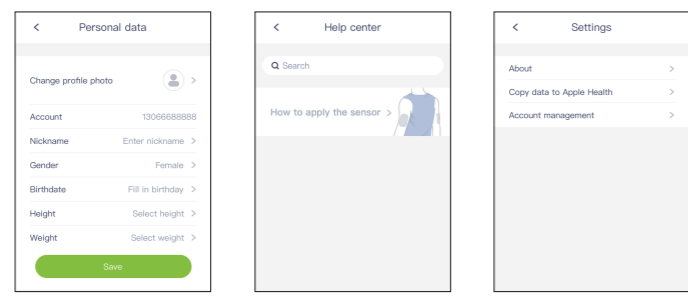 Personal data
Change profile photo
Account 13066688888
Nickname Enter nickname
Gender Female
Birthdate Fill in birthday
Height Select height
Weight Select weight
Save
Help center
Search
How to apply the sensor
Settings
About
Copy data to Apple Health
Account management